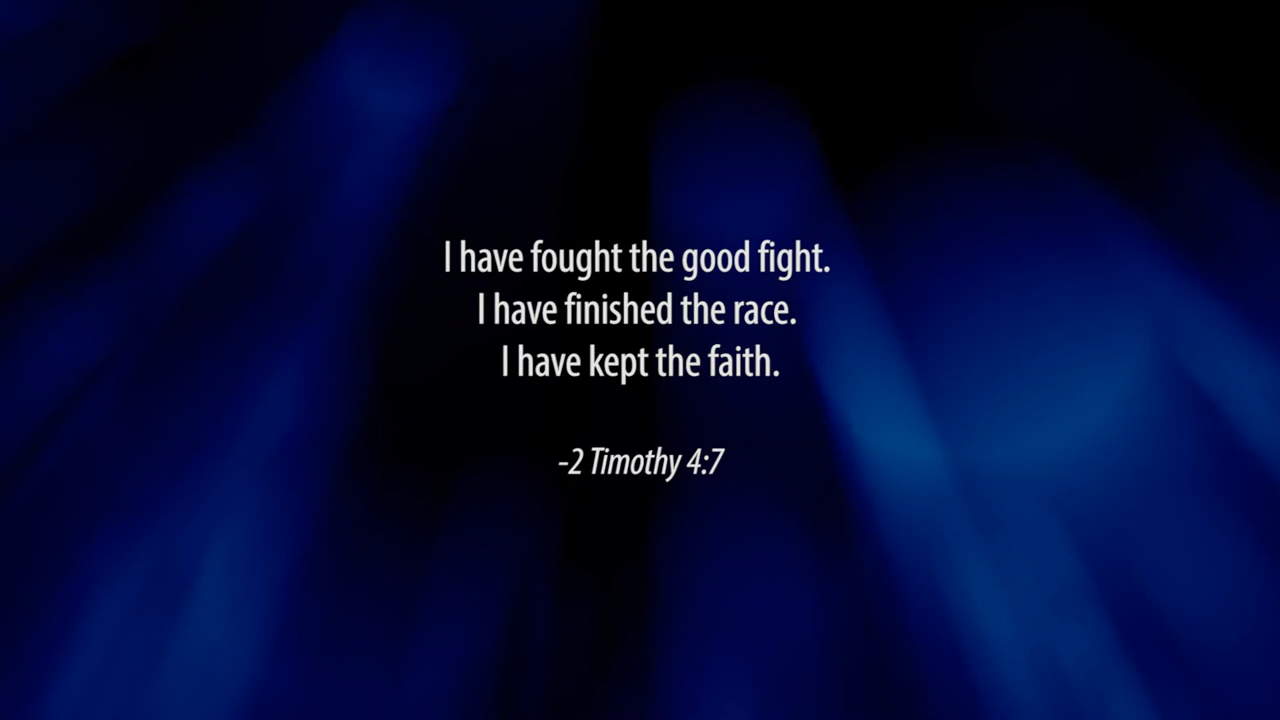 I have fought the good fight.
I have finished the race.
I have kept the faith.
-2 Timothy 4:7